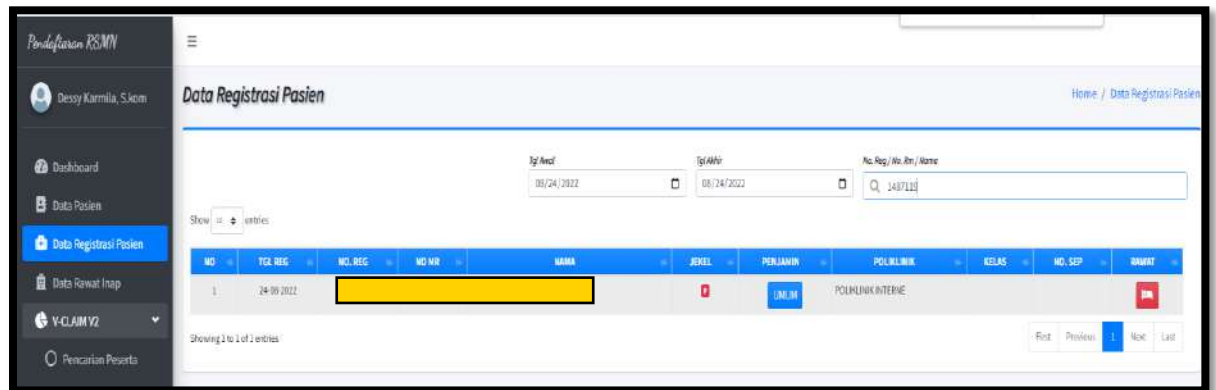 Pendaftaran RSMN
Dessy Karmila, S.kom
Data Registrasi Pasien
Home / Data Registrasi Pasien
Dashboard
Data Pasien
Data Registrasi Pasien
Data Rawat Inap
V-CLAIM V2
Pencarian Peserta
Tgl Awal
Tgl Akhir
No. Reg / No. Rm / Nama
08/24/2022
08/24/2022
Show entries
NO TGL REG NO. REG NO MR NAMA JEKEL PENJAMIN POLIKLINIK KELAS NO. SEP RAWAT
1 24-08-2022 UMUM POLIKLINIK INTERNE
Showing 1 to 1 of 1 entries
First Previous 1 Next Last